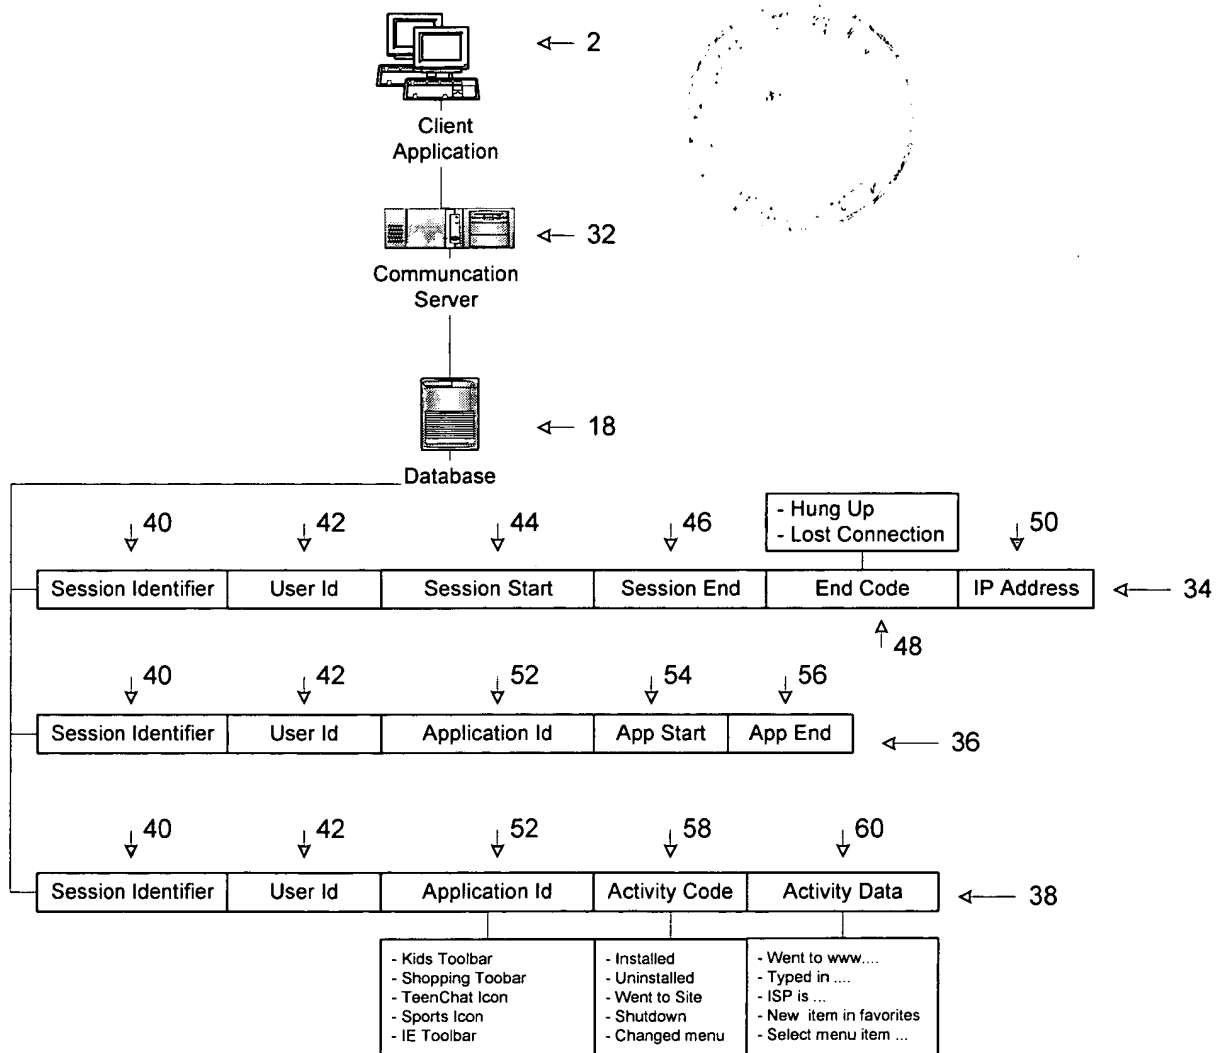 2
Client
Application
32
Communcation
Server
18
Database
- Hung Up
- Lost Connection
40 42 44 46 50
Session Identifier User Id Session Start Session End End Code IP Address
34
48
40 42 52 54 56
Session Identifier User Id Application Id App Start App End
36
40 42 52 58 60
Session Identifier User Id Application Id Activity Code Activity Data
38
- Kids Toolbar
- Shopping Toobar
- TeenChat Icon
- Sports Icon
- IE Toolbar
- Installed
- Uninstalled
- Went to Site
- Shutdown
- Changed menu
- Went to www....
- Typed in ....
- ISP is ...
- New item in favorites
- Select menu item ...